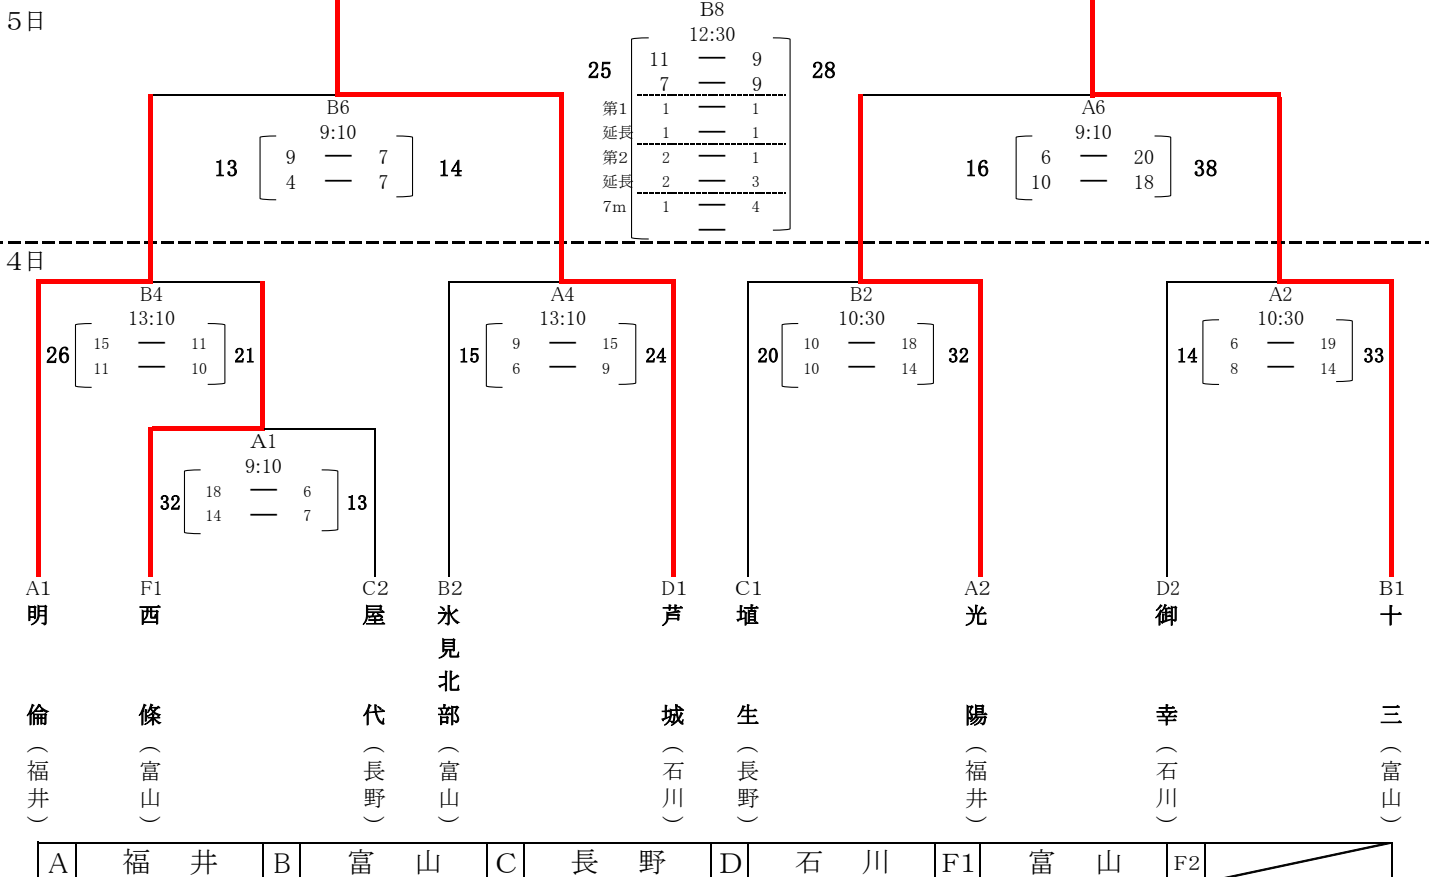 5日
B8
12:30
25
11 — 9
28
7 — 9
第1 1 — 1
延長 1 — 1
第2 2 — 1
延長 2 — 3
7m 1 — 4
—
B6
9:10
13
9 — 7
4 — 7
14
A6
9:10
16
6 — 20
10 — 18
38
4日
B4
13:10
26
15 — 11
11 — 10
21
A4
13:10
15
9 — 15
6 — 9
24
B2
10:30
20
10 — 18
10 — 14
32
A2
10:30
14
6 — 19
8 — 14
33
A1
9:10
32
18 — 6
14 — 7
13
A1
明倫
(福井)
F1
西條
(富山)
C2
屋代
(長野)
B2
氷見北部
(富山)
D1
芦城
(石川)
C1
埴生
(長野)
A2
光陽
(福井)
D2
御幸
(石川)
B1
十三
(富山)
A 福井 B 富山 C 長野 D 石川 F1 富山 F2